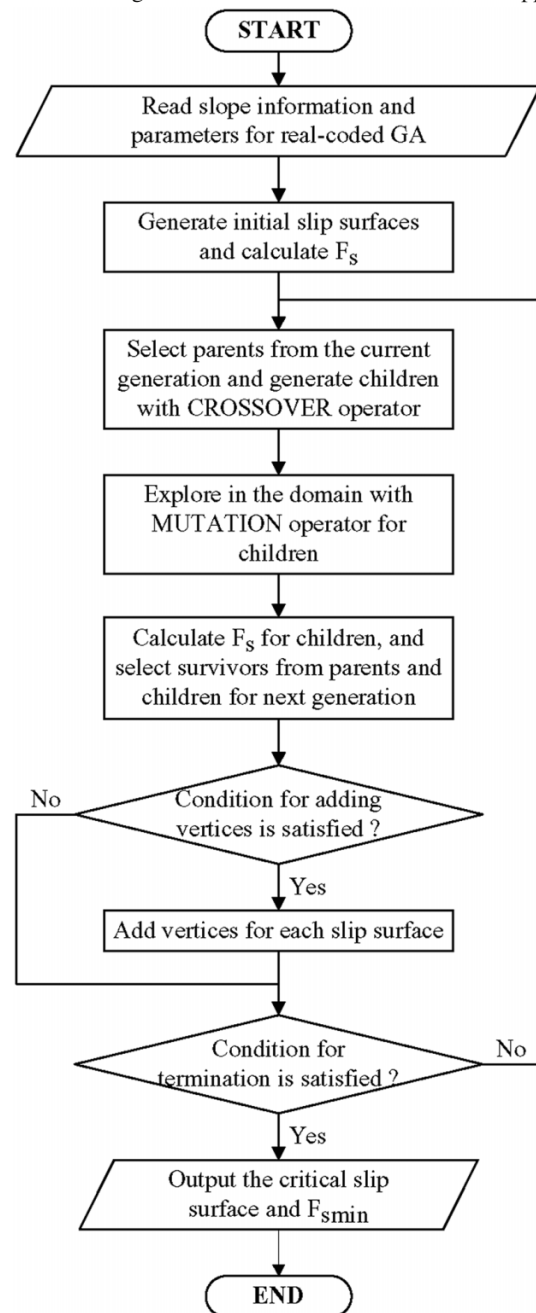 START
Read slope information and
parameters for real-coded GA
Generate initial slip surfaces
and calculate Fs
Select parents from the current
generation and generate children
with CROSSOVER operator
Explore in the domain with
MUTATION operator for
children
Calculate Fs for children, and
select survivors from parents and
children for next generation
No
Condition for adding
vertices is satisfied ?
Yes
Add vertices for each slip surface
Condition for
termination is satisfied ?
No
Yes
Output the critical slip
surface and Fsmin
END